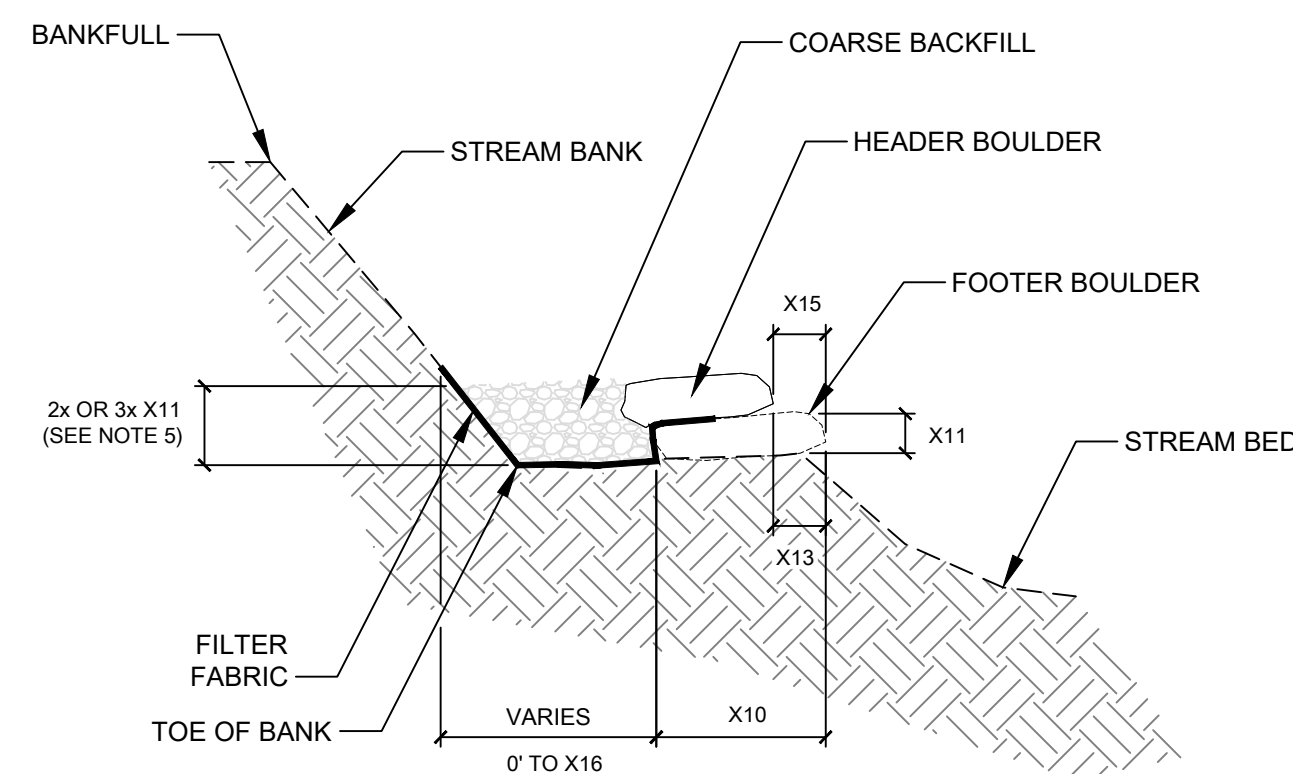 BANKFULL
COARSE BACKFILL
STREAM BANK
HEADER BOULDER
FOOTER BOULDER
X15
2x OR 3x X11
(SEE NOTE 5)
X11
STREAM BED
X13
FILTER
FABRIC
TOE OF BANK
VARIES
X10
0' TO X16